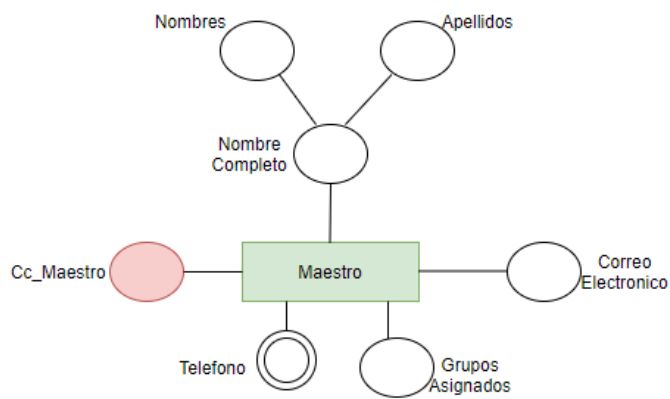 Nombres
Apellidos
Nombre
Completo
Cc_Maestro
Maestro
Correo
Electronico
Telefono
Grupos
Asignados